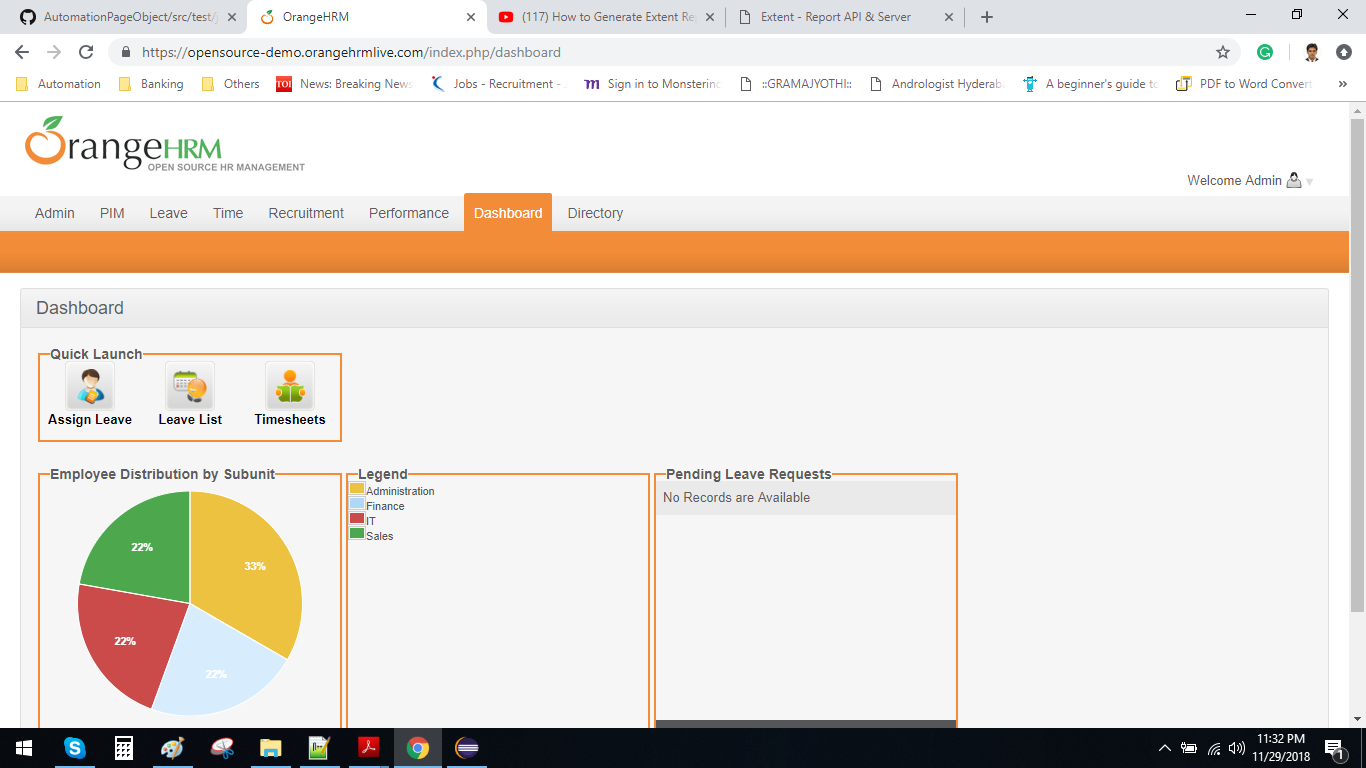 AutomationPageObject/src/test/j
OrangeHRM
(117) How to Generate Extent Re
Extent - Report API & Server
https://opensource-demo.orangehrmlive.com/index.php/dashboard
Automation Banking Others TOI News: Breaking News Jobs - Recruitment - Sign in to Monsterin ::GRAMAJYOTHI:: Andrologist Hyderab A beginner's guide to PDF to Word Convert »
OrangeHRM
OPEN SOURCE HR MANAGEMENT
Welcome Admin
Admin PIM Leave Time Recruitment Performance Dashboard Directory
Dashboard
Quick Launch
Assign Leave Leave List Timesheets
Employee Distribution by Subunit
22%
33%
22%
22%
Legend
Administration
Finance
IT
Sales
Pending Leave Requests
No Records are Available
11:32 PM
11/29/2018
1